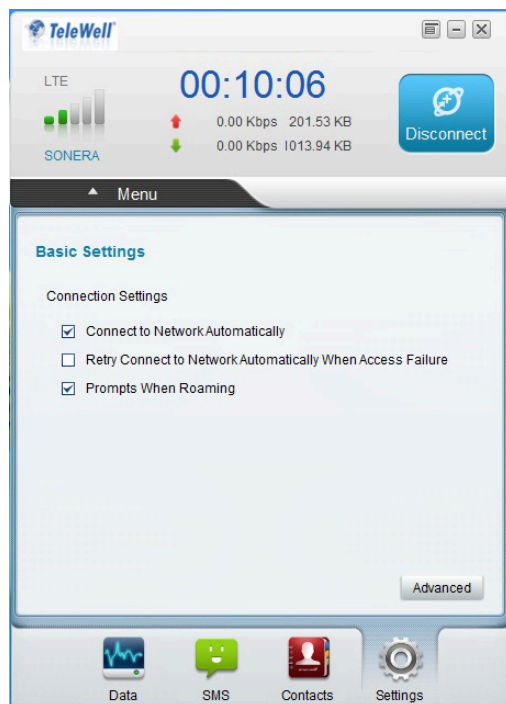 TeleWell
LTE
00:10:06
0.00 Kbps 201.53 KB
0.00 Kbps 1013.94 KB
SONERA
Disconnect
Menu
Basic Settings
Connection Settings
Connect to Network Automatically
Retry Connect to Network Automatically When Access Failure
Prompts When Roaming
Advanced
Data SMS Contacts Settings